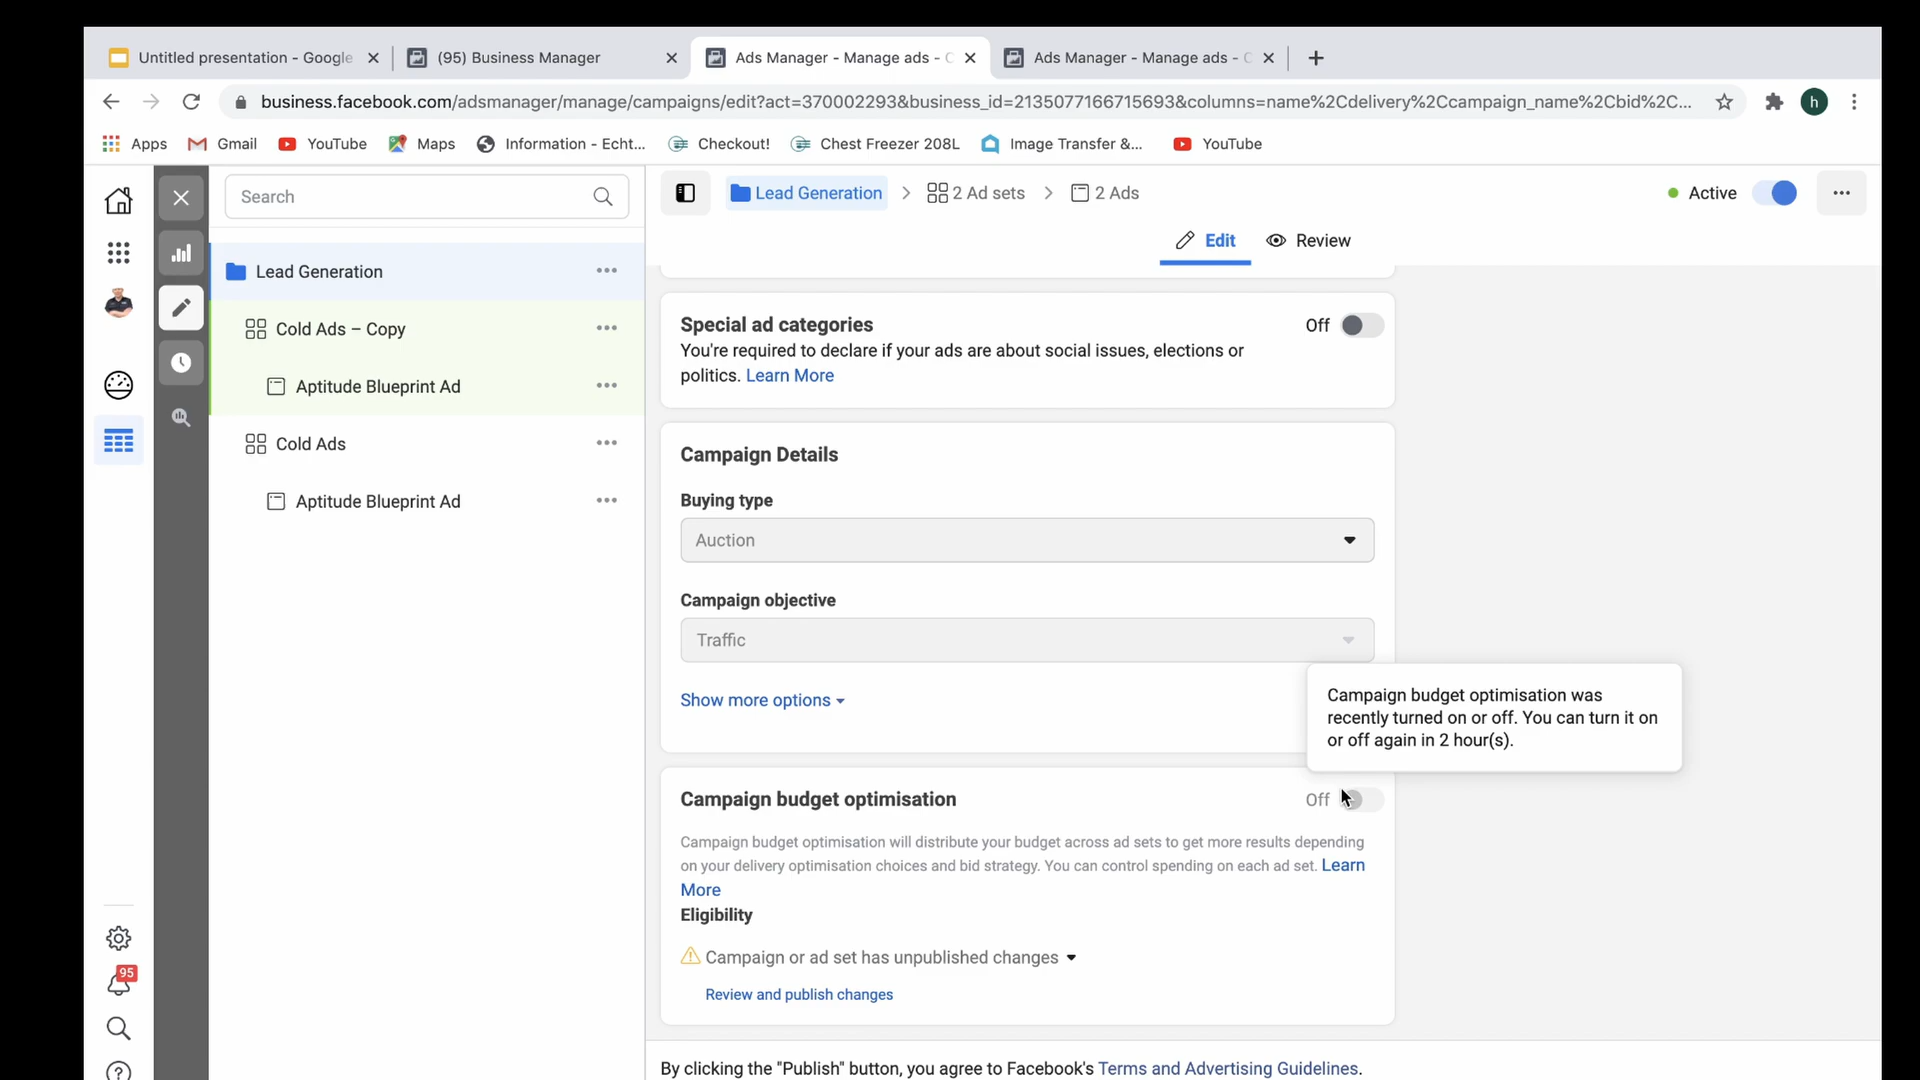 Untitled presentation - Google
(95) Business Manager
Ads Manager - Manage ads - C
Ads Manager - Manage ads - C
business.facebook.com/adsmanager/manage/campaigns/edit?act=370002293&business_id=2135077166715693&columns=name%2Cdelivery%2Ccampaign_name%2Cbid%2C...
h
Apps
Gmail
YouTube
Maps
Information - Echt...
Checkout!
Chest Freezer 208L
Image Transfer &...
YouTube
Search
Lead Generation
2 Ad sets
2 Ads
Active
Edit
Review
Lead Generation
Cold Ads – Copy
Aptitude Blueprint Ad
Cold Ads
Aptitude Blueprint Ad
95
Special ad categories
Off
You're required to declare if your ads are about social issues, elections or
politics. Learn More
Campaign Details
Buying type
Auction
Campaign objective
Traffic
Show more options
Campaign budget optimisation was
recently turned on or off. You can turn it on
or off again in 2 hour(s).
Campaign budget optimisation
Off
Campaign budget optimisation will distribute your budget across ad sets to get more results depending
on your delivery optimisation choices and bid strategy. You can control spending on each ad set. Learn
More
Eligibility
Campaign or ad set has unpublished changes
Review and publish changes
By clicking the "Publish" button, you agree to Facebook's Terms and Advertising Guidelines.